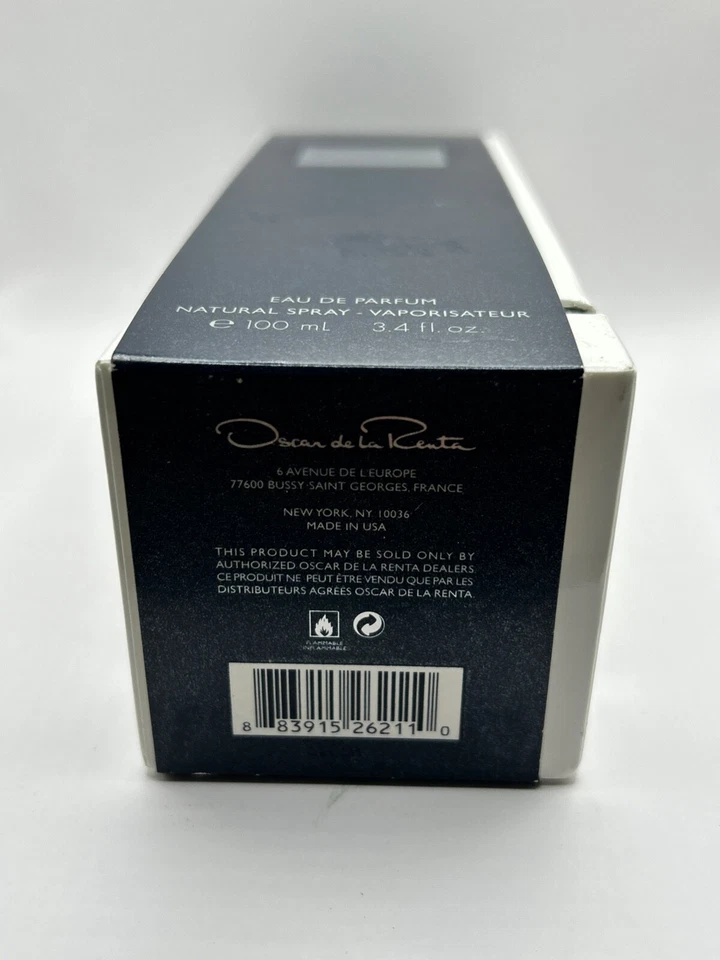 EAU DE PARFUM
NATURAL SPRAY - VAPORISATEUR
e 100 mL 3.4 fl. oz.
Oscar de la Renta
6 AVENUE DE L'EUROPE
77600 BUSSY-SAINT GEORGES, FRANCE
NEW YORK, NY 10036
MADE IN USA
THIS PRODUCT MAY BE SOLD ONLY BY
AUTHORIZED OSCAR DE LA RENTA DEALERS
CE PRODUIT NE PEUT ÊTRE VENDU QUE PAR LES
DISTRIBUTEURS AGRÉÉS OSCAR DE LA RENTA
FLAMMABLE
INFLAMMABLE
8 83915 26211 0